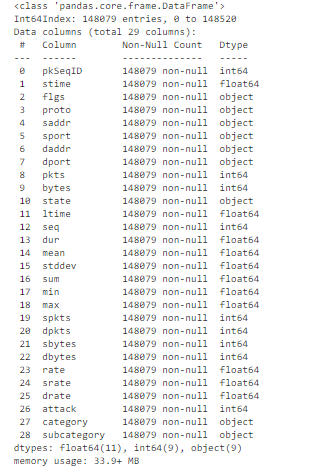 <class 'pandas.core.frame.DataFrame'>
Int64Index: 148079 entries, 0 to 148520
Data columns (total 29 columns):
 #   Column       Non-Null Count   Dtype
---  ------       --------------   -----
 0   pkSeqID      148079 non-null  int64
 1   stime        148079 non-null  float64
 2   flgs         148079 non-null  object
 3   proto        148079 non-null  object
 4   saddr        148079 non-null  object
 5   sport        148079 non-null  object
 6   daddr        148079 non-null  object
 7   dport        148079 non-null  object
 8   pkts         148079 non-null  int64
 9   bytes        148079 non-null  int64
 10  state        148079 non-null  object
 11  ltime        148079 non-null  float64
 12  seq          148079 non-null  int64
 13  dur          148079 non-null  float64
 14  mean         148079 non-null  float64
 15  stddev       148079 non-null  float64
 16  sum          148079 non-null  float64
 17  min          148079 non-null  float64
 18  max          148079 non-null  float64
 19  spkts        148079 non-null  int64
 20  dpkts        148079 non-null  int64
 21  sbytes       148079 non-null  int64
 22  dbytes       148079 non-null  int64
 23  rate         148079 non-null  float64
 24  srate        148079 non-null  float64
 25  drate        148079 non-null  float64
 26  attack       148079 non-null  int64
 27  category     148079 non-null  object
 28  subcategory  148079 non-null  object
dtypes: float64(11), int64(9), object(9)
memory usage: 33.9+ MB